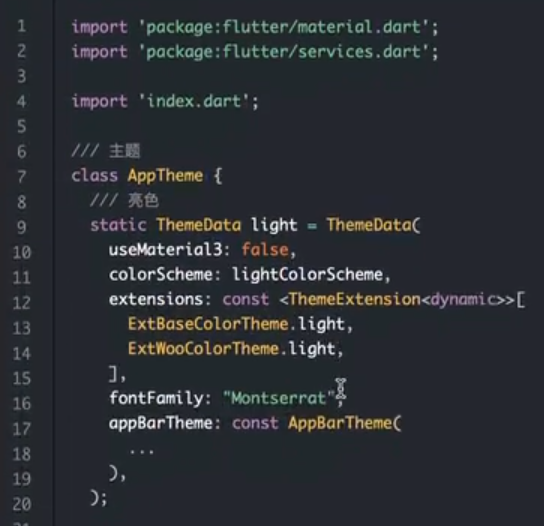 1 import 'package:flutter/material.dart';
2 import 'package:flutter/services.dart';
3
4 import 'index.dart';
5
6 /// 主题
7 class AppTheme {
8 /// 亮色
9 static ThemeData light = ThemeData(
10 useMaterial3: false,
11 colorScheme: lightColorScheme,
12 extensions: const <ThemeExtension<dynamic>>[
13 ExtBaseColorTheme.light,
14 ExtWooColorTheme.light,
15 ],
16 fontFamily: "Montserrat",
17 appBarTheme: const AppBarTheme(
18 ...
19 ),
20 );